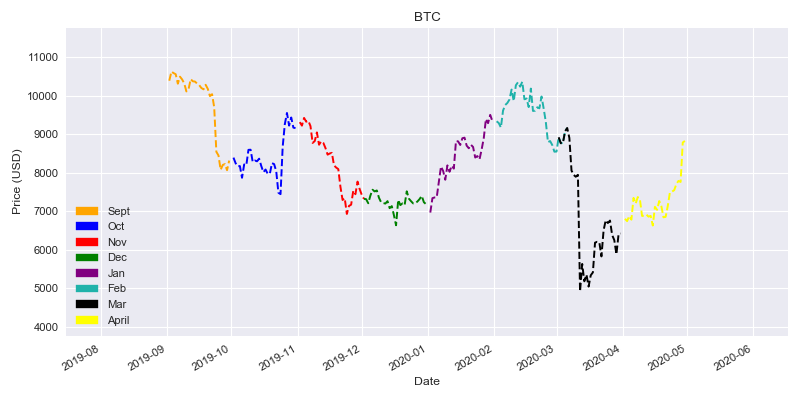 BTC
Price (USD)
11000
10000
9000
8000
7000
6000
5000
4000
Sept
Oct
Nov
Dec
Jan
Feb
Mar
April
2019-08
2019-09
2019-10
2019-11
2019-12
2020-01
2020-02
2020-03
2020-04
2020-05
2020-06
Date